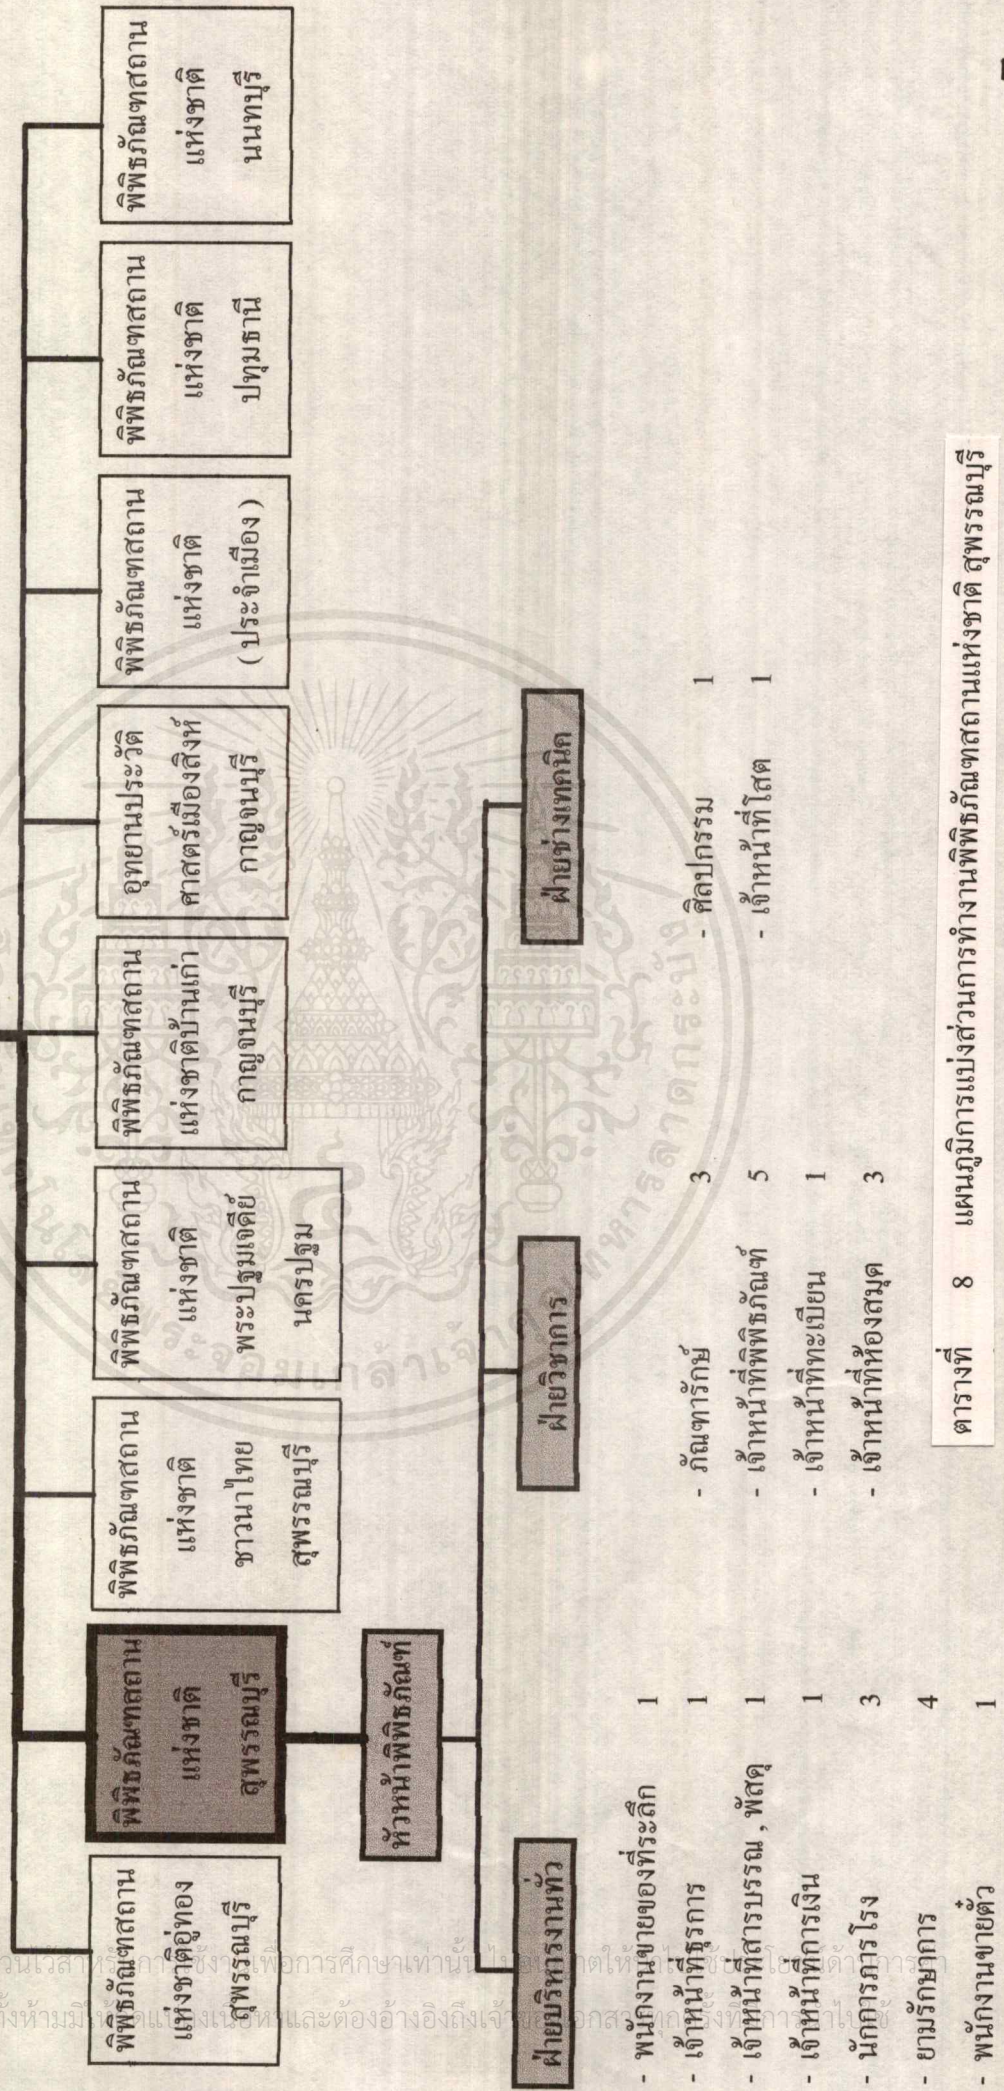 พิพิธภัณฑสถาน
แห่งชาติอู่ทอง
สุพรรณบุรี
พิพิธภัณฑสถาน
แห่งชาติ
สุพรรณบุรี
พิพิธภัณฑสถาน
แห่งชาติ
ชาวนาไทย
สุพรรณบุรี
พิพิธภัณฑสถาน
แห่งชาติ
พระปฐมเจดีย์
นครปฐม
พิพิธภัณฑสถาน
แห่งชาติบ้านเก่า
กาญจนบุรี
อุทยานประวัติ
ศาสตร์เมืองสิงห์
กาญจนบุรี
พิพิธภัณฑสถาน
แห่งชาติ
( ประจำเมือง )
พิพิธภัณฑสถาน
แห่งชาติ
ปทุมธานี
พิพิธภัณฑสถาน
แห่งชาติ
นนทบุรี
หัวหน้าพิพิธภัณฑ์
ฝ่ายบริหารงานทั่ว
- พนักงานขายของที่ระลึก 1
- เจ้าหน้าที่ธุรการ 1
- เจ้าหน้าที่สารบรรณ , พัสดุ 1
- เจ้าหน้าที่การเงิน 1
- นักการภารโรง 3
- ยามรักษาการ 4
- พนักงานขายตั๋ว 1
ฝ่ายวิชาการ
- ภัณฑารักษ์ 3
- เจ้าหน้าที่พิพิธภัณฑ์ 5
- เจ้าหน้าที่ทะเบียน 1
- เจ้าหน้าที่ห้องสมุด 3
ฝ่ายช่างเทคนิค
- ศิลปกรรม 1
- เจ้าหน้าที่โสต 1
ตารางที่ 8 แผนภูมิการแบ่งส่วนการทำงานพิพิธภัณฑสถานแห่งชาติ สุพรรณบุรี